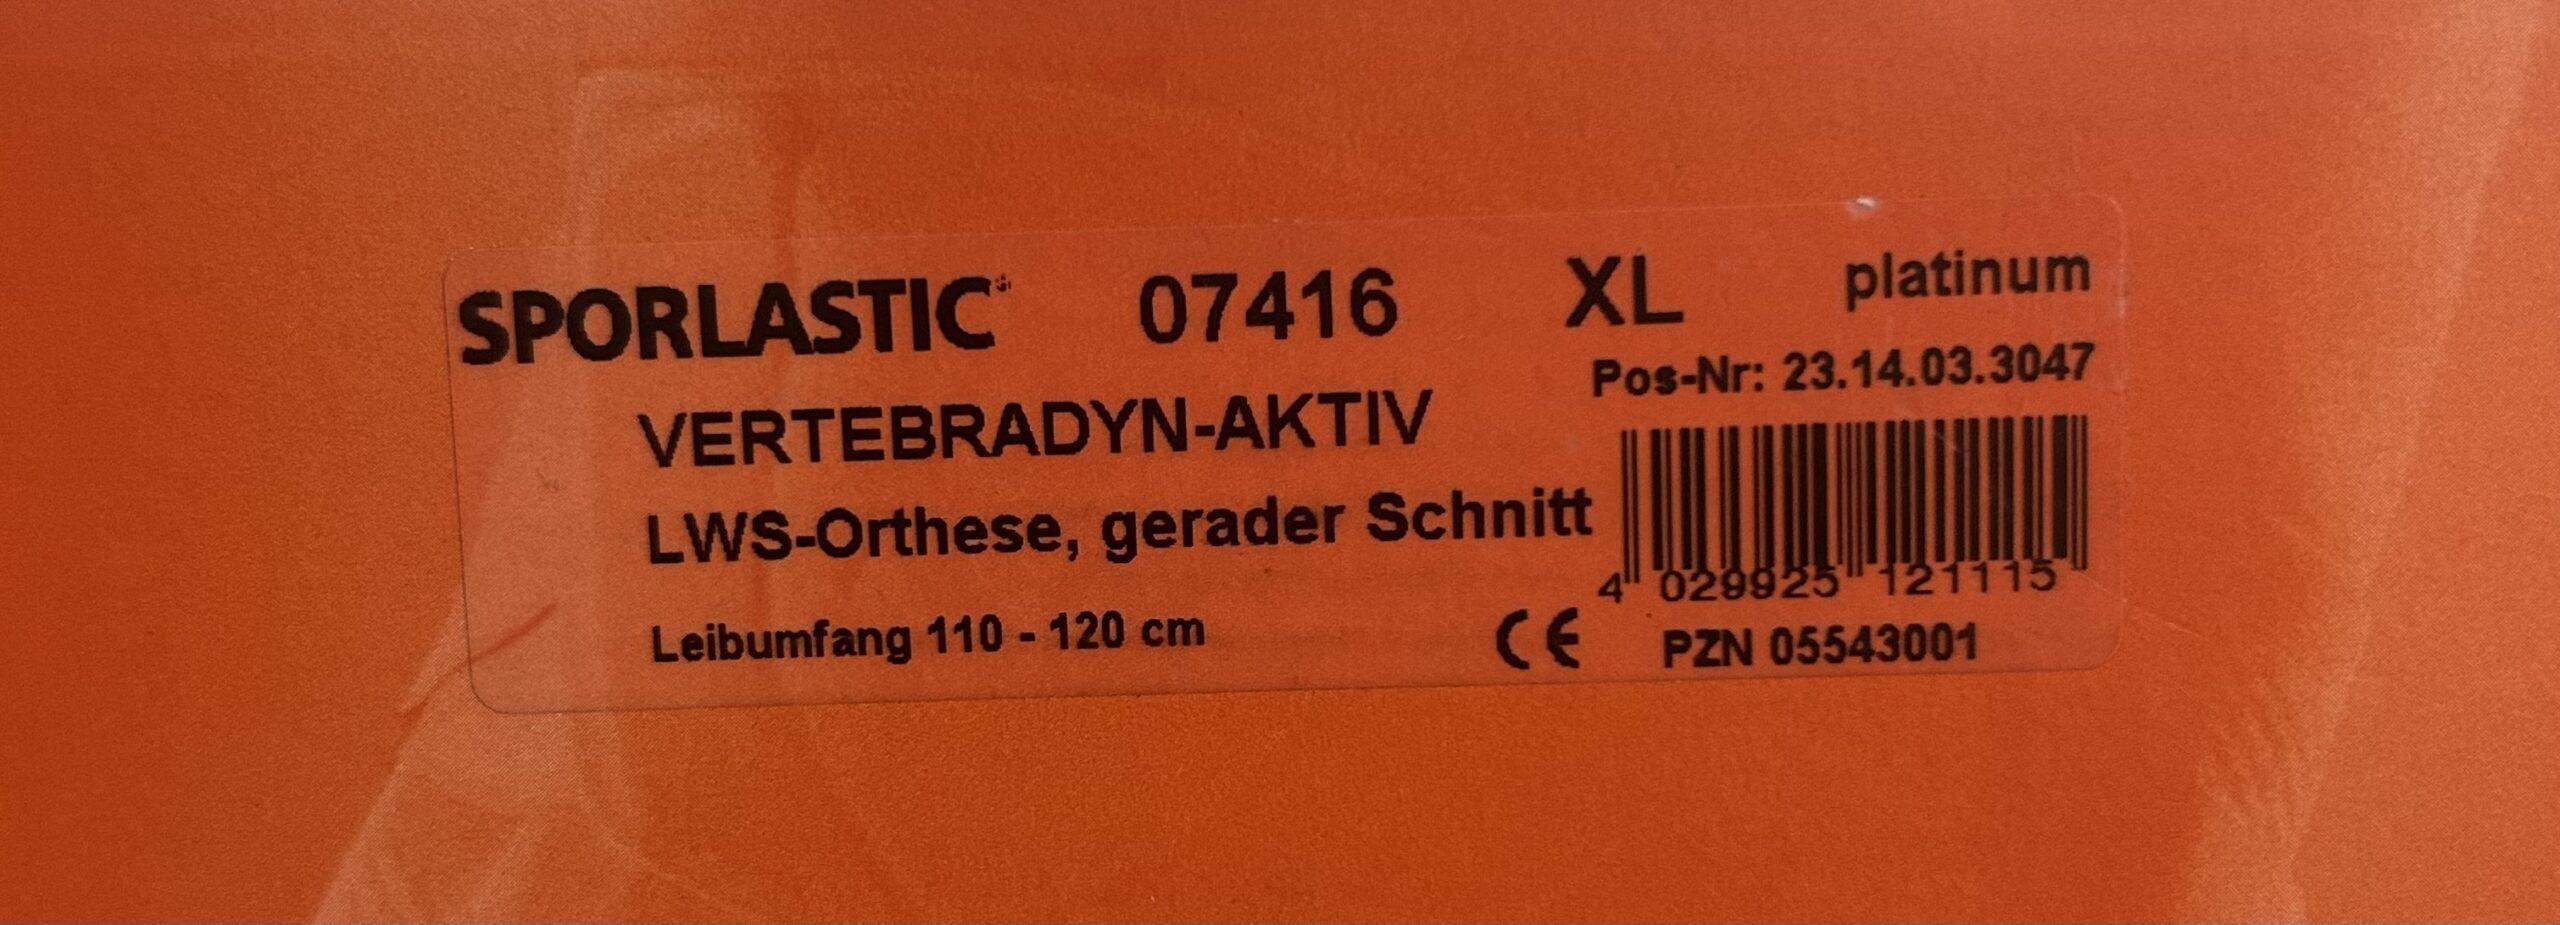 SPORLASTIC® 07416 XL platinum
Pos-Nr: 23.14.03.3047
VERTEBRADYN-AKTIV
LWS-Orthese, gerader Schnitt
4 029925 121115
Leibumfang 110 - 120 cm CE PZN 05543001